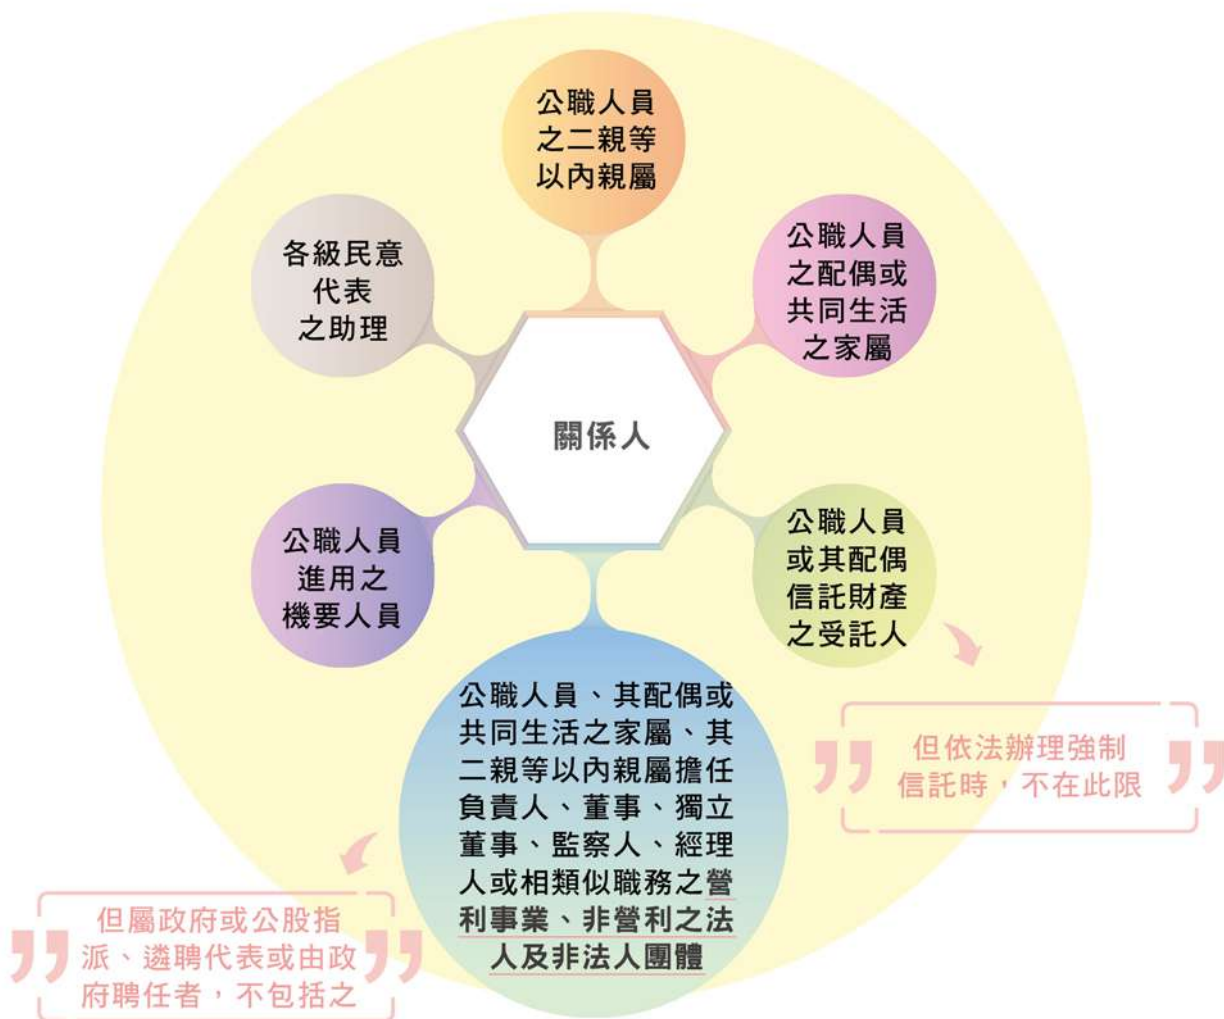 公職人員
之二親等
以內親屬
各級民意
代表
之助理
公職人員
之配偶或
共同生活
之家屬
關係人
公職人員
進用之
機要人員
公職人員
或其配偶
信託財產
之受託人
公職人員、其配偶或
共同生活之家屬、其
二親等以內親屬擔任
負責人、董事、獨立
董事、監察人、經理
人或相類似職務之營
利事業、非營利之法
人及非法人團體
但依法辦理強制
信託時,不在此限
但屬政府或公股指
派、遴聘代表或由政
府聘任者,不包括之